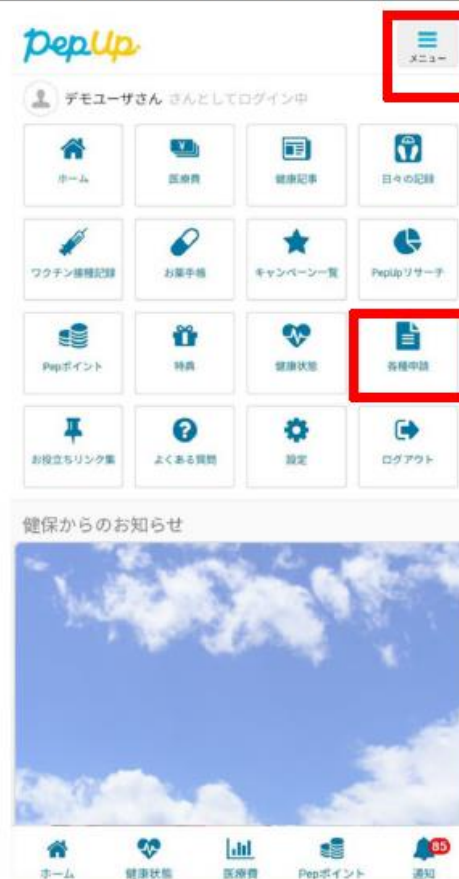 PepUp
メニュー
デモユーザさん さんとしてログイン中
ホーム
医療費
健康記事
日々の記録
ワクチン接種記録
お薬手帳
キャンペーン一覧
PepUpリサーチ
Pepポイント
特典
健康状態
各種申請
お役立ちリンク集
よくある質問
設定
ログアウト
健保からのお知らせ
85
ホーム
健康状態
医療費
Pepポイント
通知